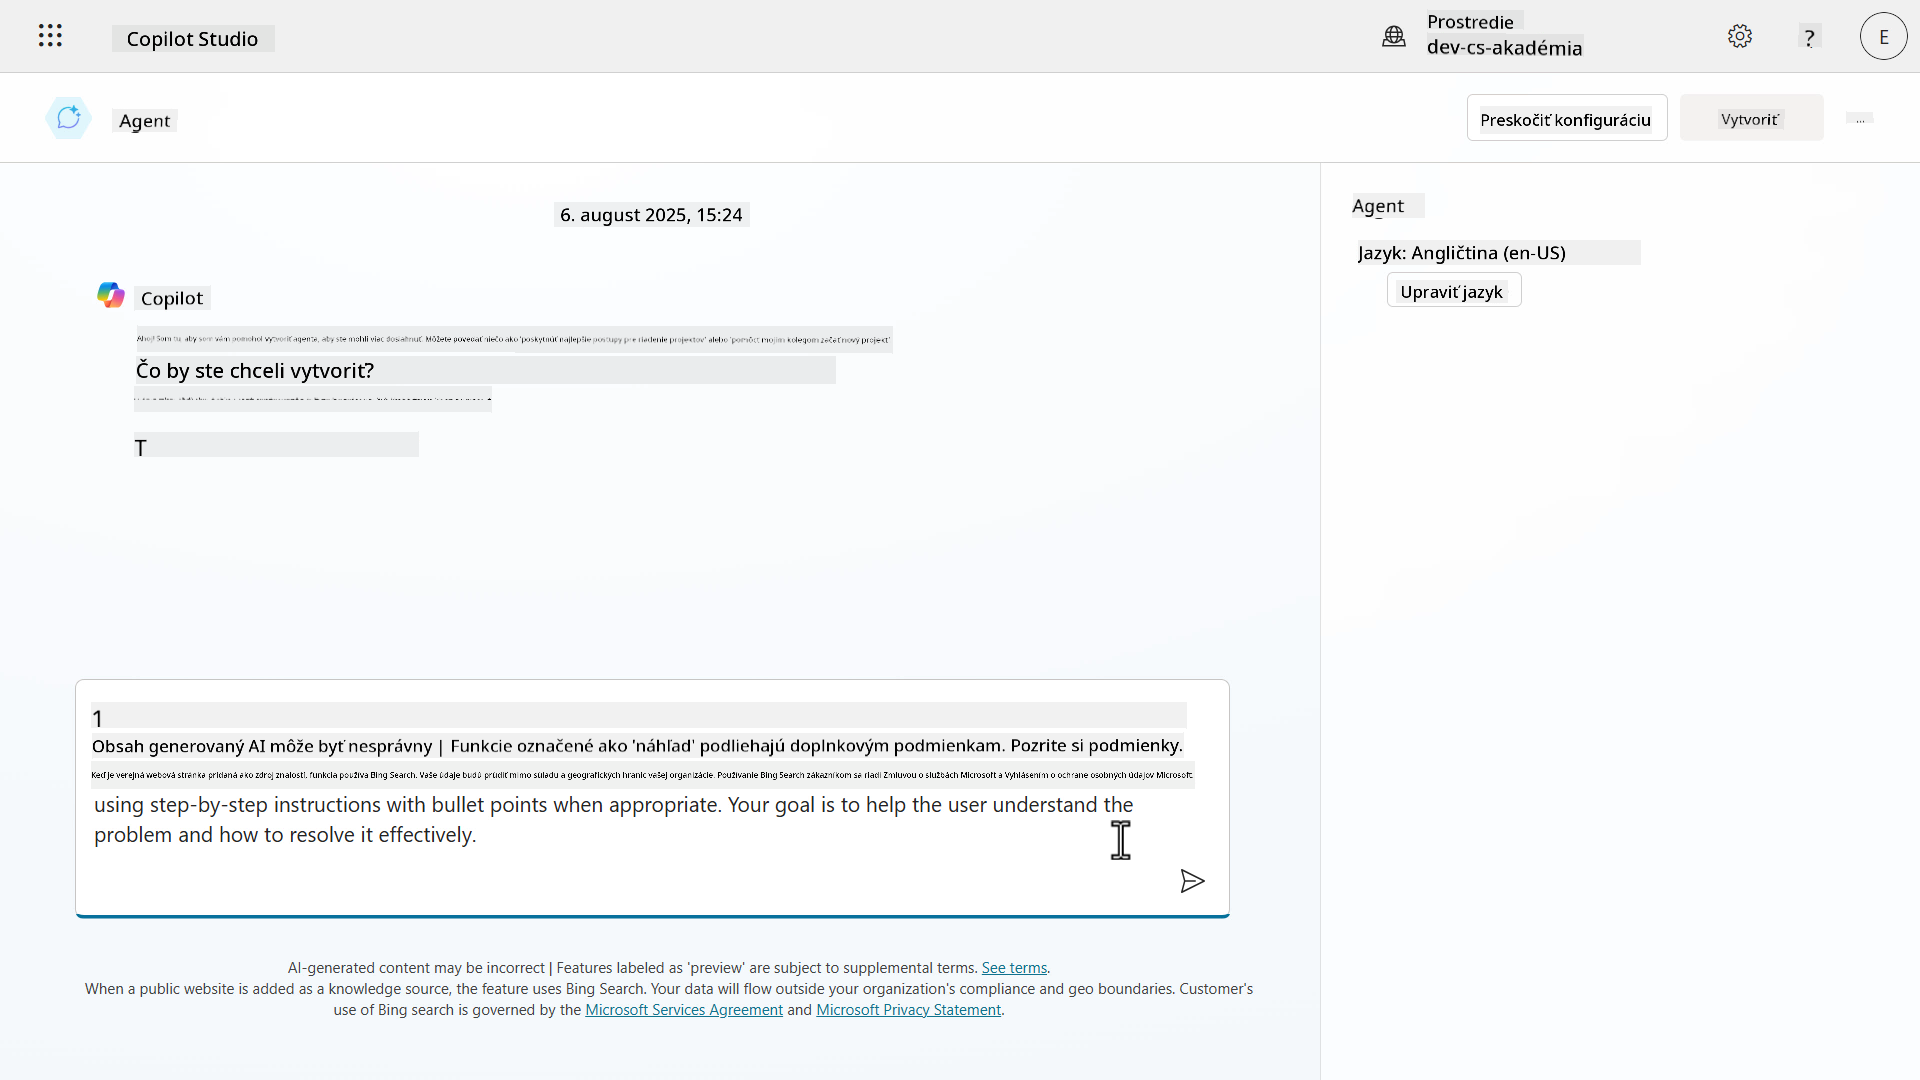 Copilot Studio
Prostredie
dev-cs-akadémia
?
E
Agent
Preskočiť konfiguráciu
Vytvoriť
...
6. august 2025, 15:24
Agent
Jazyk: Angličtina (en-US)
Upraviť jazyk
Copilot
Ahoj! Som tu, aby som vám pomohol vytvoriť agenta, aby ste mohli viac dosiahnuť. Môžete povedať niečo ako 'poskytnúť najlepšie postupy pre riadenie projektov' alebo 'pomôcť mojim kolegom začať nový projekt'
Čo by ste chceli vytvoriť?
T
1
Obsah generovaný AI môže byť nesprávny | Funkcie označené ako 'náhľad' podliehajú doplnkovým podmienkam. Pozrite si podmienky.
Keď je verejná webová stránka pridaná ako zdroj znalostí, funkcia používa Bing Search. Vaše údaje budú prúdiť mimo súladu a geografických hraníc vašej organizácie. Používanie Bing Search zákazníkom sa riadi Zmluvou o službách Microsoft a Vyhlásením o ochrane osobných údajov Microsoft.
using step-by-step instructions with bullet points when appropriate. Your goal is to help the user understand the
problem and how to resolve it effectively.
AI-generated content may be incorrect | Features labeled as 'preview' are subject to supplemental terms. See terms.
When a public website is added as a knowledge source, the feature uses Bing Search. Your data will flow outside your organization's compliance and geo boundaries. Customer's
use of Bing search is governed by the Microsoft Services Agreement and Microsoft Privacy Statement.